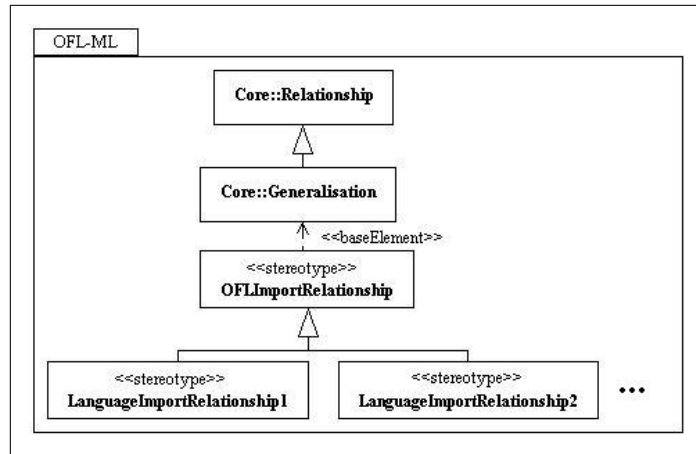 OFL-ML
Core::Relationship
Core::Generalisation
<<baseElement>>
<<stereotype>>
OFLImportRelationship
<<stereotype>>
LanguageImportRelationship1
<<stereotype>>
LanguageImportRelationship2
...